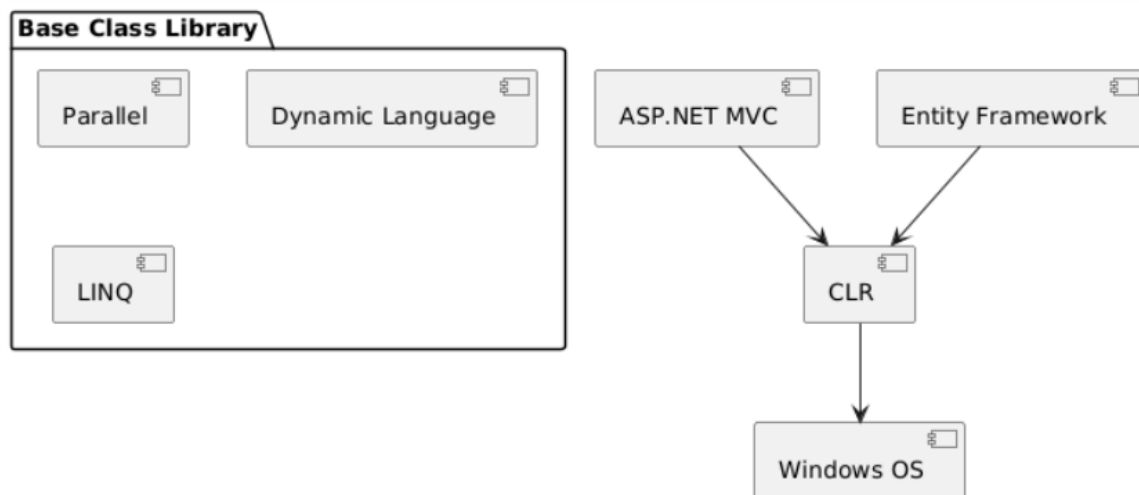 Base Class Library
Parallel
Dynamic Language
LINQ
ASP.NET MVC
Entity Framework
CLR
Windows OS